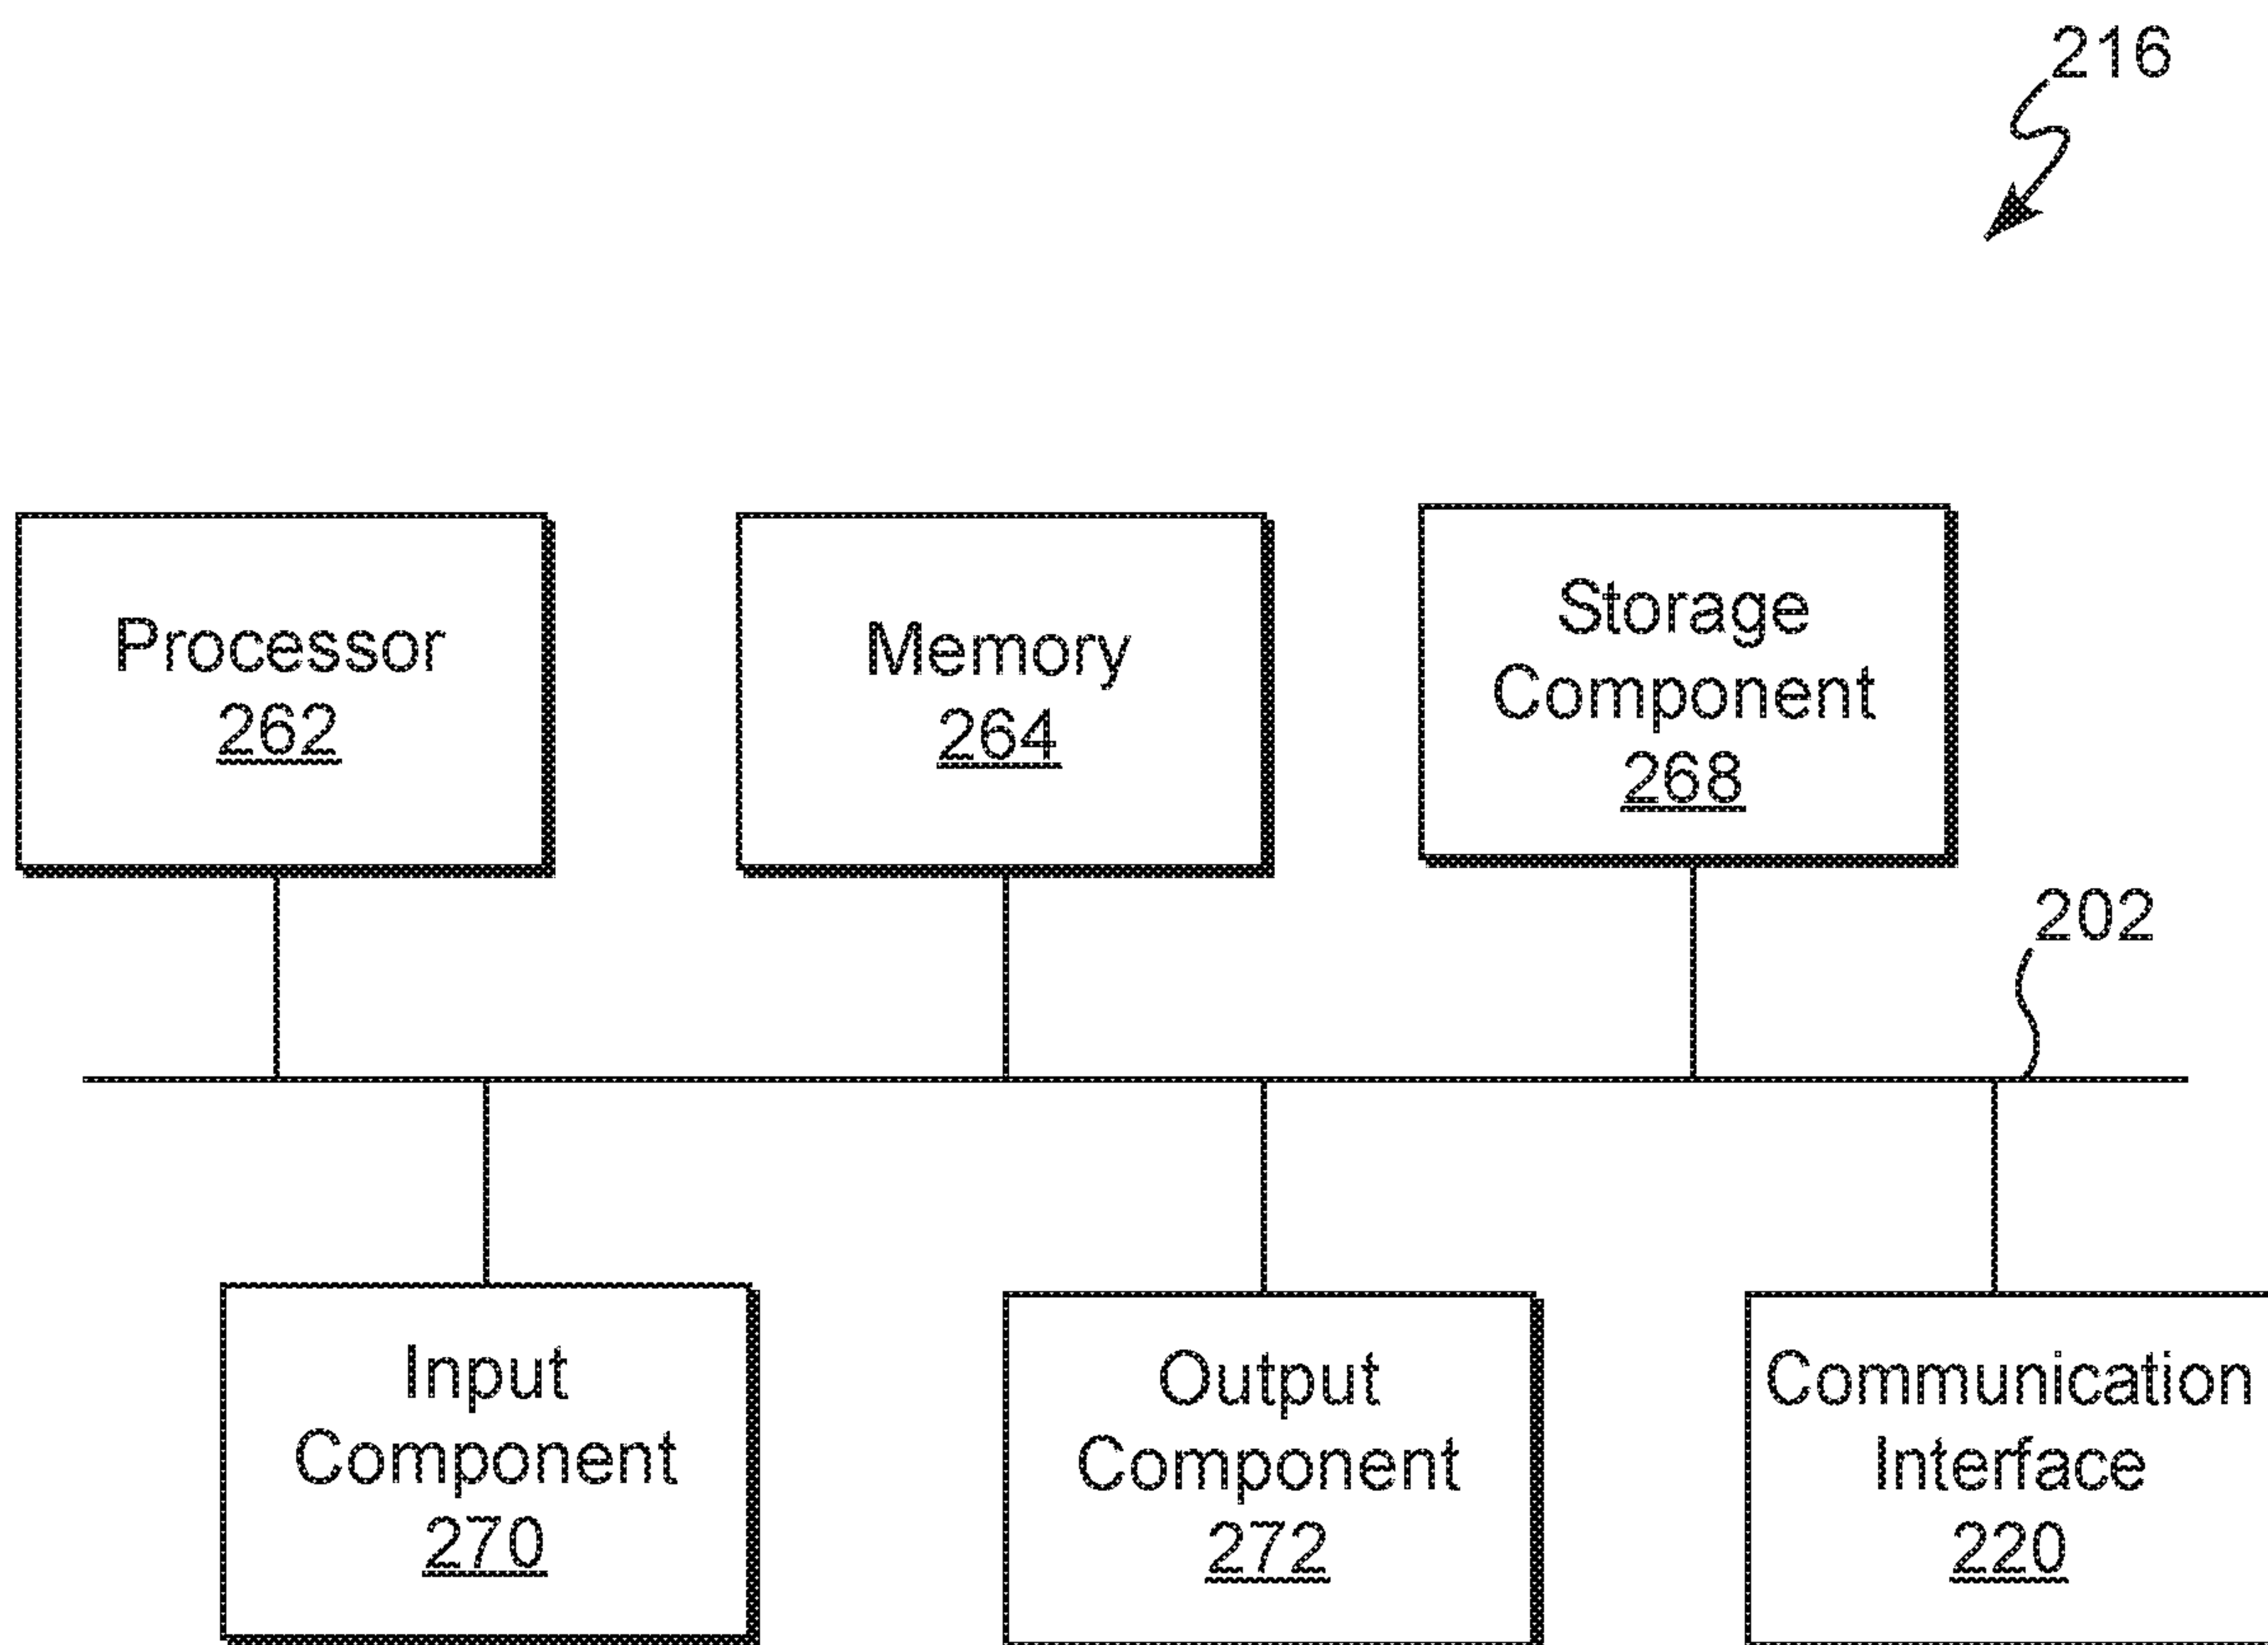 216
Processor
262
Memory
264
Storage
Component
268
202
Input
Component
270
Output
Component
272
Communication
Interface
220